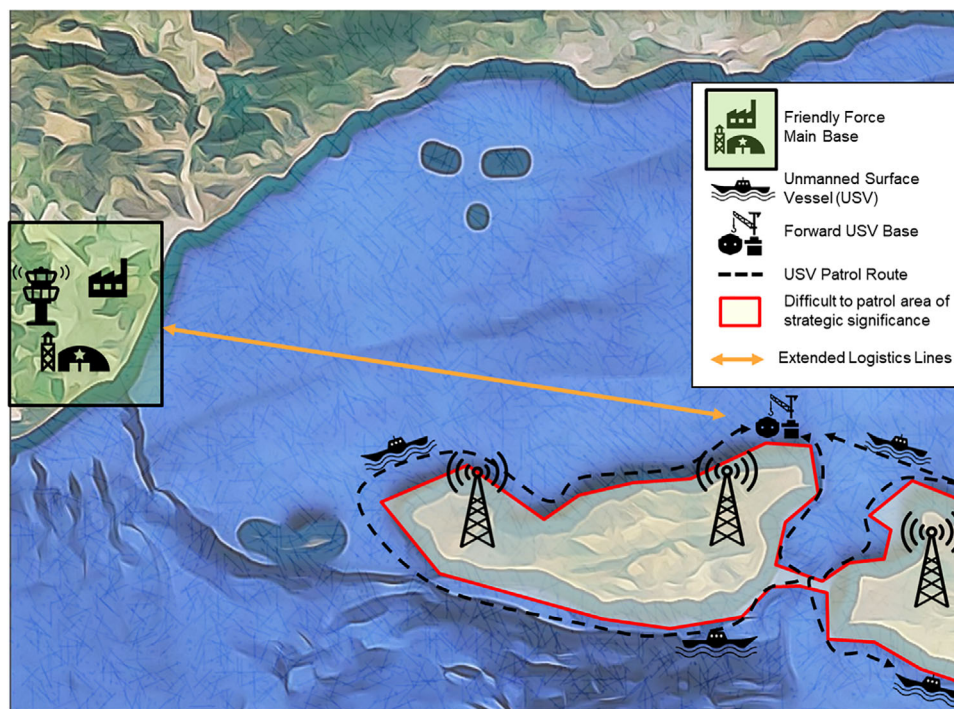 Friendly Force
Main Base
Unmanned Surface
Vessel (USV)
Forward USV Base
USV Patrol Route
Difficult to patrol area of
strategic significance
Extended Logistics Lines